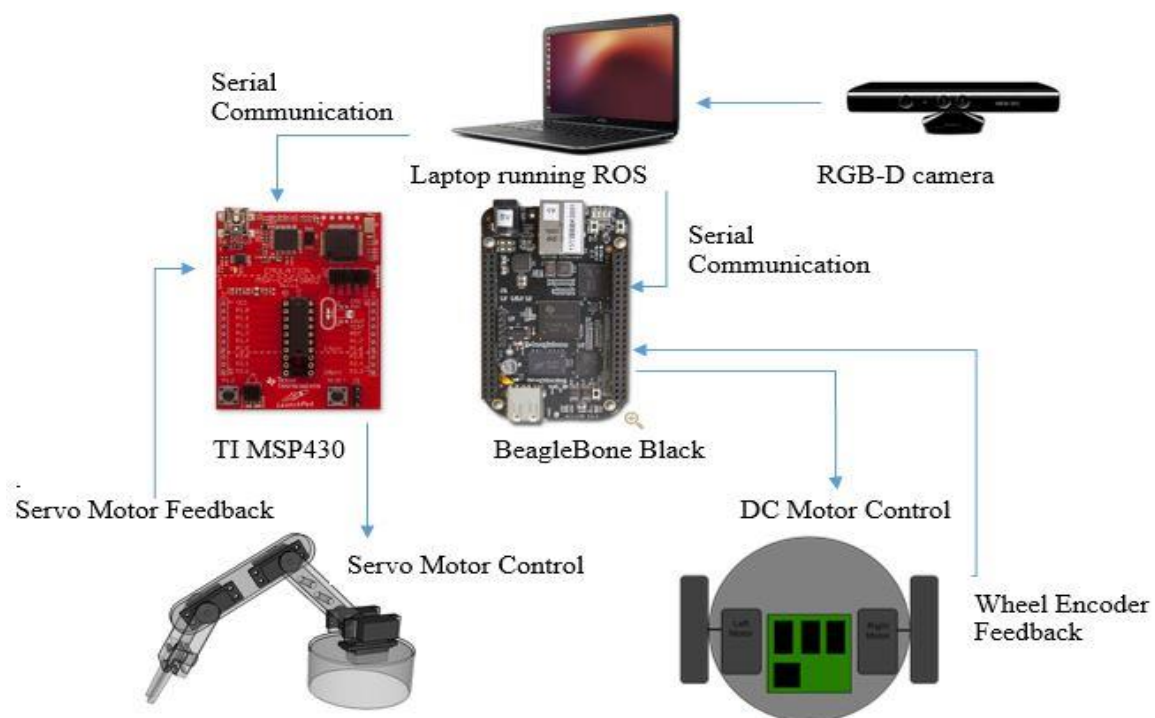 Serial
Communication
Laptop running ROS
RGB-D camera
Serial
Communication
TI MSP430
BeagleBone Black
Servo Motor Feedback
DC Motor Control
Servo Motor Control
Wheel Encoder
Feedback
Left
Motor
Right
Motor